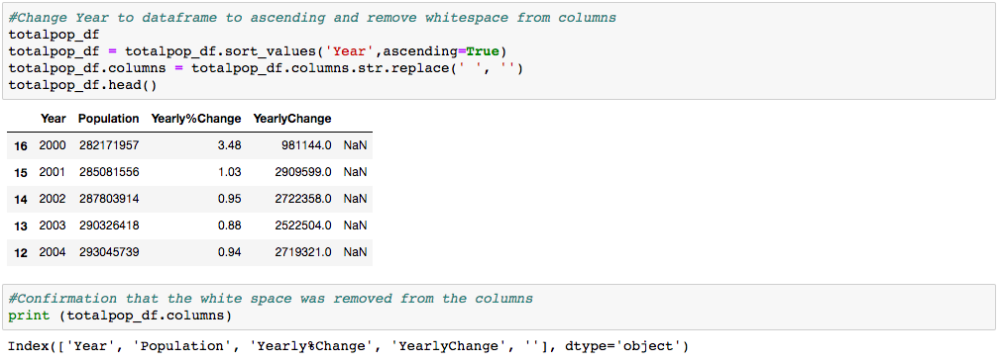 #Change Year to dataframe to ascending and remove whitespace from columns
totalpop_df
totalpop_df = totalpop_df.sort_values('Year',ascending=True)
totalpop_df.columns = totalpop_df.columns.str.replace(' ', '')
totalpop_df.head()
Year Population Yearly%Change YearlyChange
16 2000 282171957 3.48 981144.0 NaN
15 2001 285081556 1.03 2909599.0 NaN
14 2002 287803914 0.95 2722358.0 NaN
13 2003 290326418 0.88 2522504.0 NaN
12 2004 293045739 0.94 2719321.0 NaN
#Confirmation that the white space was removed from the columns
print (totalpop_df.columns)
Index(['Year', 'Population', 'Yearly%Change', 'YearlyChange', ''], dtype='object')